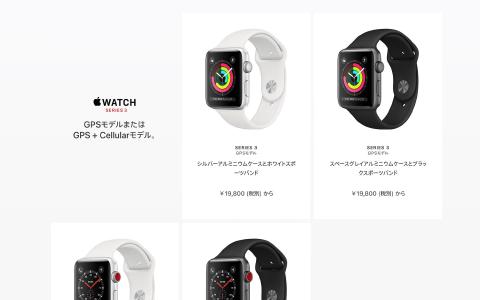 WATCH
SERIES 3
GPSモデルまたは
GPS + Cellularモデル。
SERIES 3
GPSモデル
シルバーアルミニウムケースとホワイトスポ
ーツバンド
¥19,800 (税別) から
SERIES 3
GPSモデル
スペースグレイアルミニウムケースとブラッ
クスポーツバンド
¥19,800 (税別) から